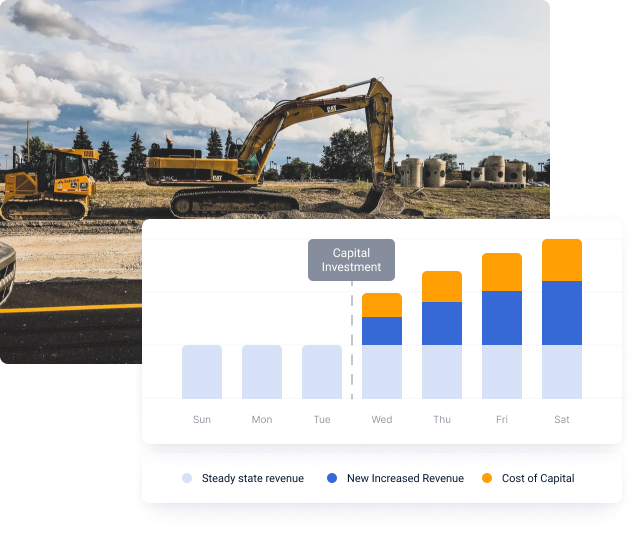 CAT
CAT
Capital
Investment
Sun Mon Tue Wed Thu Fri Sat
Steady state revenue New Increased Revenue Cost of Capital